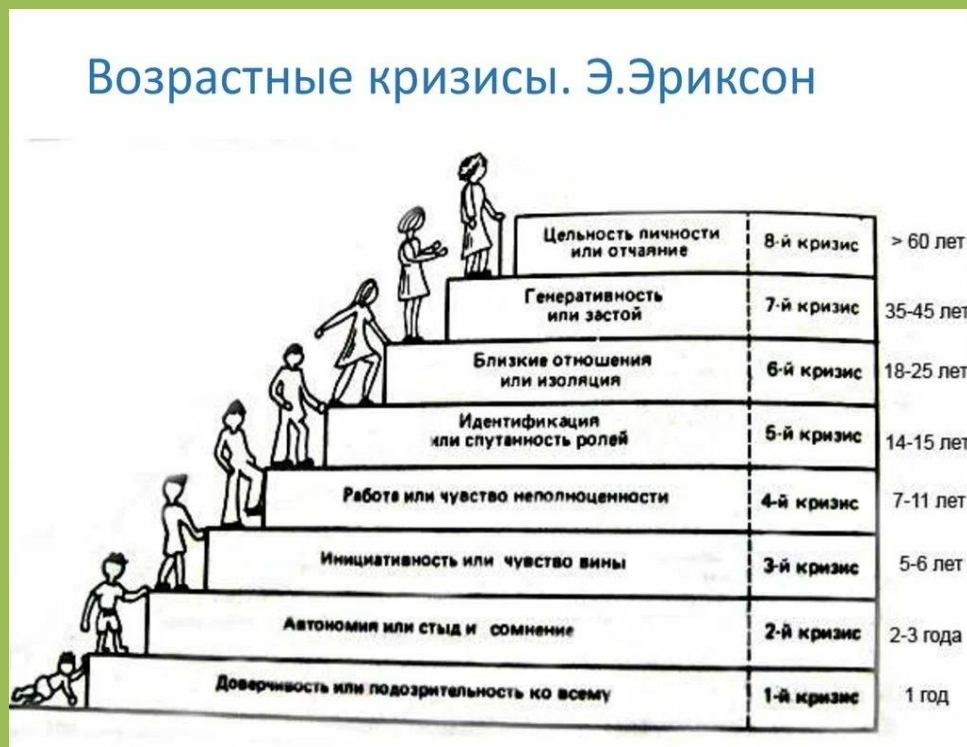 Возрастные кризисы. Э.Эриксон
Цельность личности
или отчаяние
8-й кризис
> 60 лет
Генеративность
или застой
7-й кризис
35-45 лет
Близкие отношения
или изоляция
6-й кризис
18-25 лет
Идентификация
или спутанность ролей
5-й кризис
14-15 лет
Работа или чувство неполноценности
4-й кризис
7-11 лет
Инициативность или чувство вины
3-й кризис
5-6 лет
Автономия или стыд и сомнение
2-й кризис
2-3 года
Доверчивость или подозрительность ко всему
1-й кризис
1 год